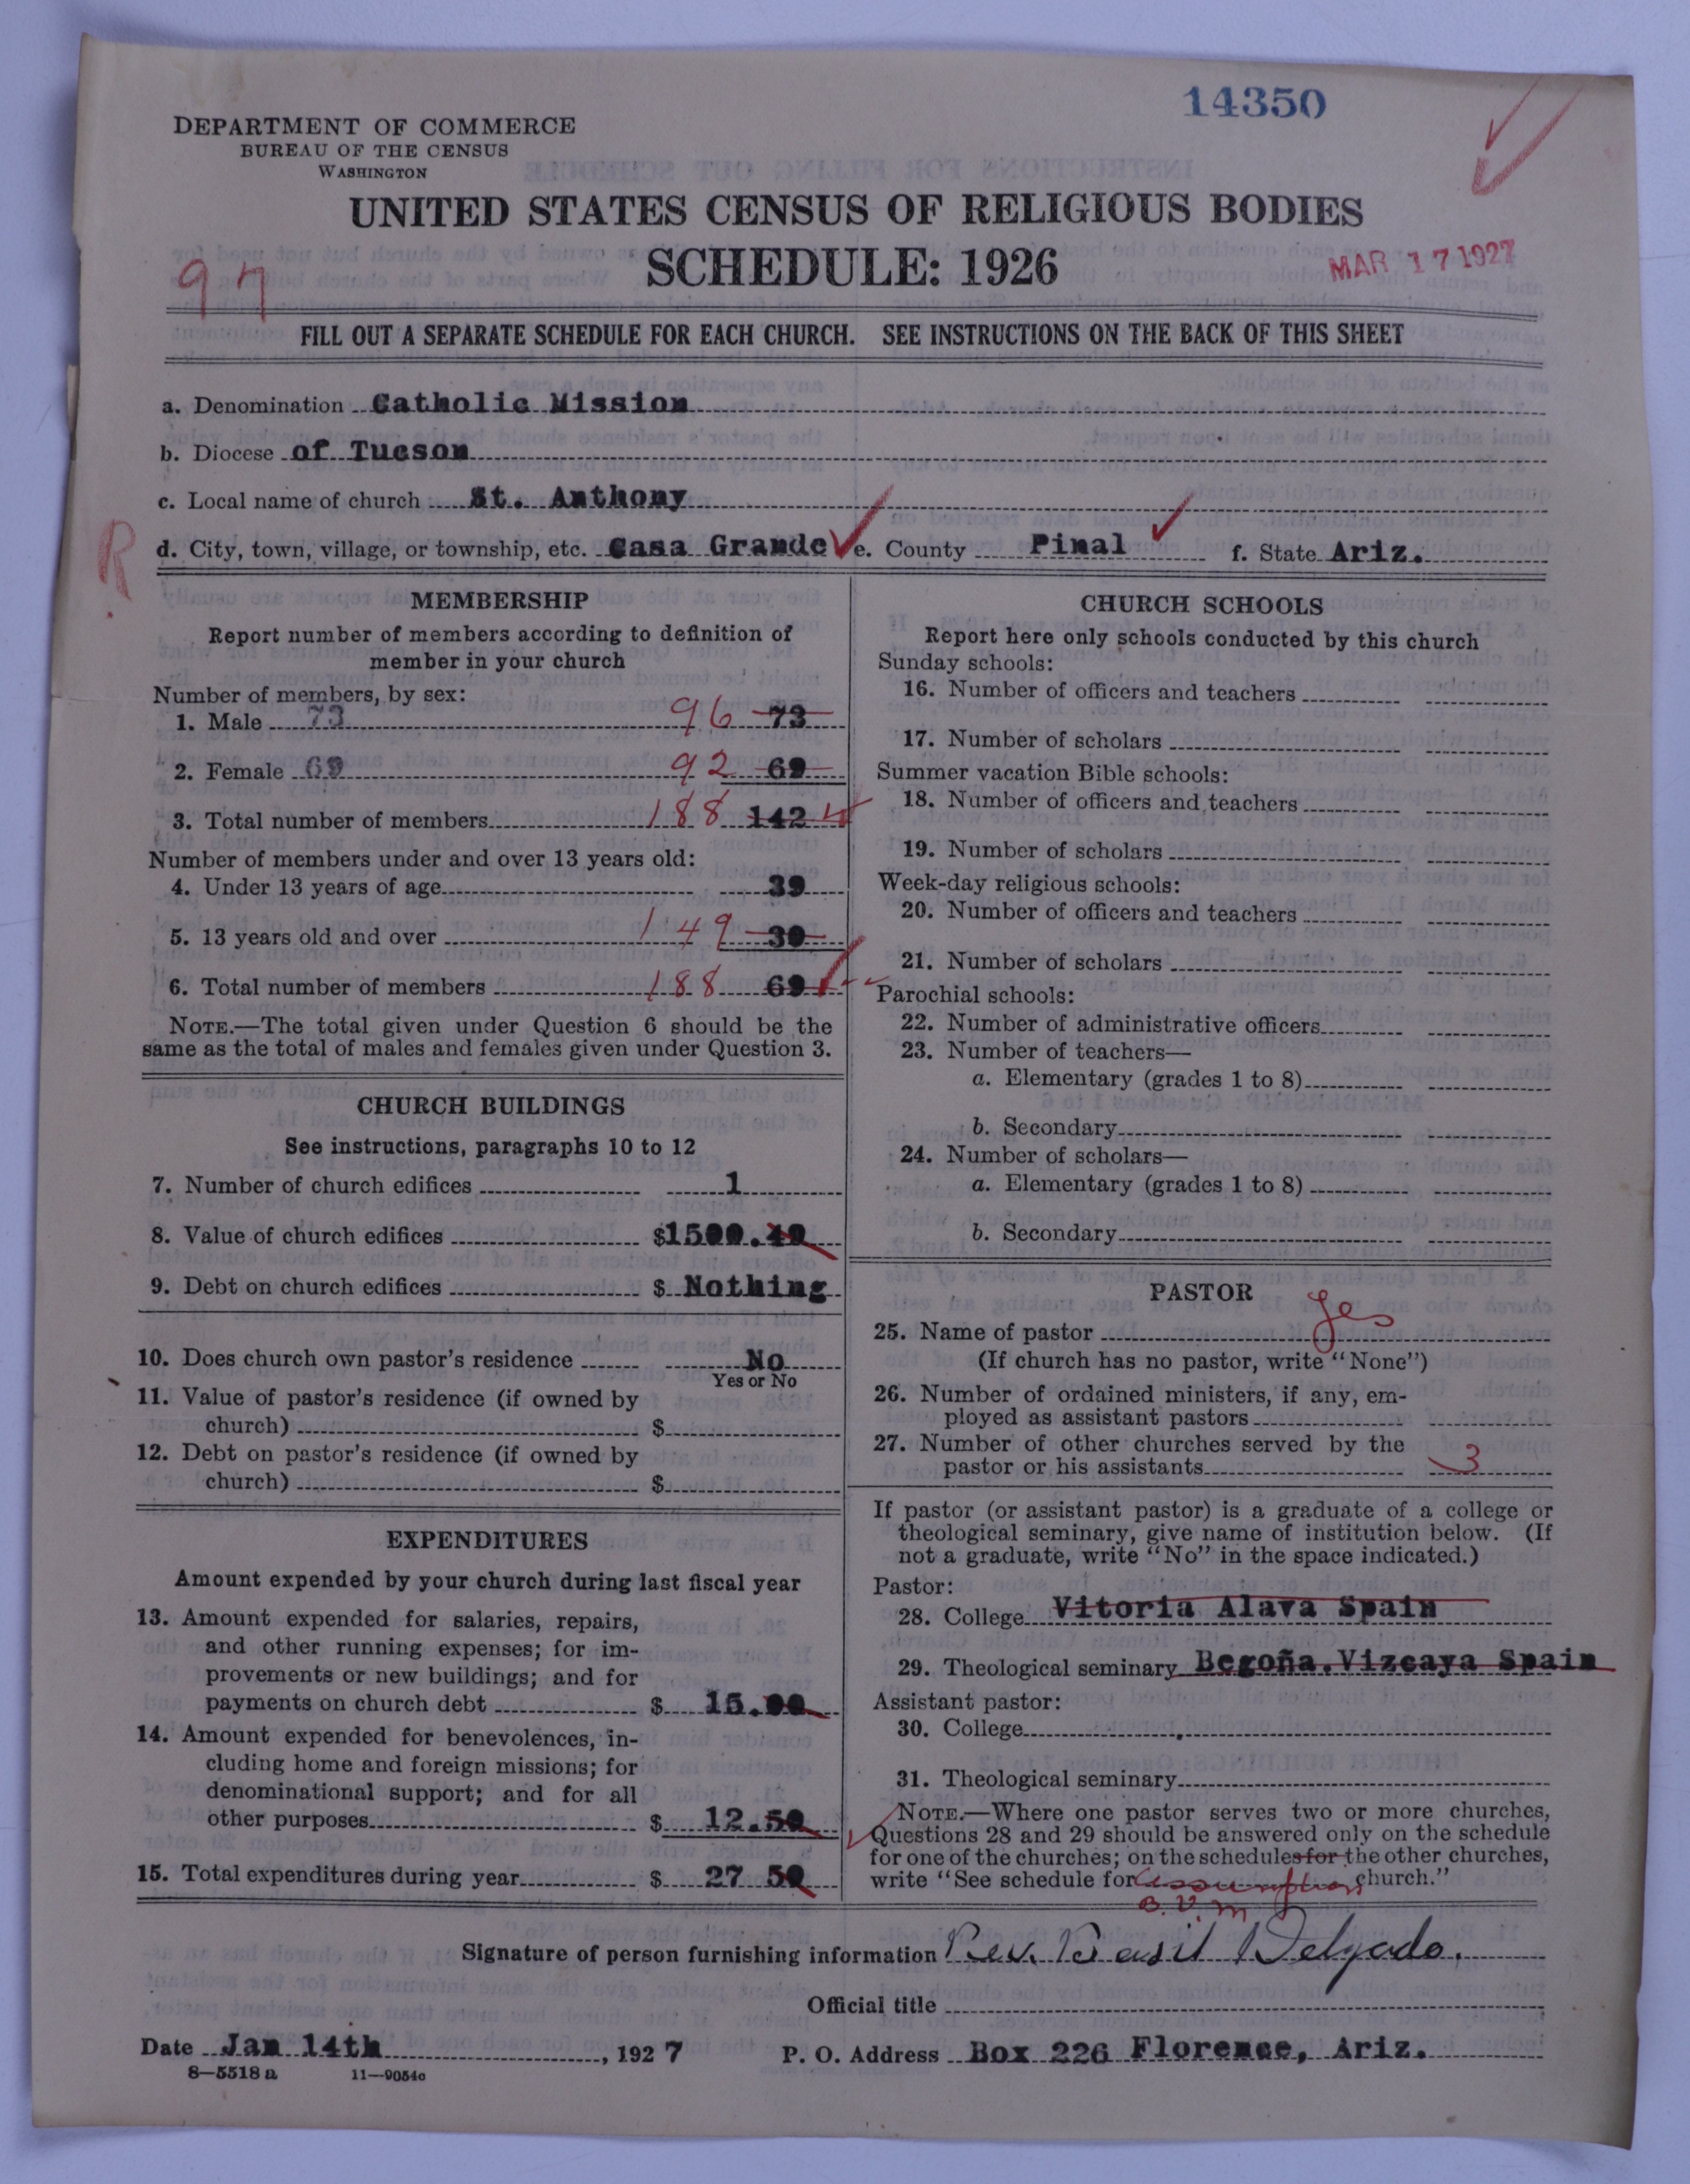 14350
DEPARTMENT OF COMMERCE
BUREAU OF THE CENSUS
WASHINGTON
UNITED STATES CENSUS OF RELIGIOUS BODIES
SCHEDULE: 1926
MAR 17 1927
FILL OUT A SEPARATE SCHEDULE FOR EACH CHURCH. SEE INSTRUCTIONS ON THE BACK OF THIS SHEET
a. Denomination Catholic Mission
b. Diocese of Tucson
c. Local name of church St. Anthony
R
d. City, town, village, or township, etc. Casa Grande e. County Pinal f. State Ariz.
MEMBERSHIP
Report number of members according to definition of
member in your church
Number of members, by sex:
1. Male 73 96 73
2. Female 69 92 69
3. Total number of members 188 142
Number of members under and over 13 years old:
4. Under 13 years of age 39
5. 13 years old and over 149 30
6. Total number of members 188 69
NOTE.—The total given under Question 6 should be the
same as the total of males and females given under Question 3.
CHURCH BUILDINGS
See instructions, paragraphs 10 to 12
7. Number of church edifices 1
8. Value of church edifices $1500.40
9. Debt on church edifices $ Nothing
10. Does church own pastor's residence No
Yes or No
11. Value of pastor's residence (if owned by
church) $
12. Debt on pastor's residence (if owned by
church) $
EXPENDITURES
Amount expended by your church during last fiscal year
13. Amount expended for salaries, repairs,
and other running expenses; for im-
provements or new buildings; and for
payments on church debt $ 15.00
14. Amount expended for benevolences, in-
cluding home and foreign missions; for
denominational support; and for all
other purposes $ 12.50
15. Total expenditures during year $ 27 50
CHURCH SCHOOLS
Report here only schools conducted by this church
Sunday schools:
16. Number of officers and teachers
17. Number of scholars
Summer vacation Bible schools:
18. Number of officers and teachers
19. Number of scholars
Week-day religious schools:
20. Number of officers and teachers
21. Number of scholars
Parochial schools:
22. Number of administrative officers
23. Number of teachers—
a. Elementary (grades 1 to 8)
b. Secondary
24. Number of scholars—
a. Elementary (grades 1 to 8)
b. Secondary
PASTOR
25. Name of pastor Yes
(If church has no pastor, write "None")
26. Number of ordained ministers, if any, em-
ployed as assistant pastors
27. Number of other churches served by the
pastor or his assistants 3
If pastor (or assistant pastor) is a graduate of a college or
theological seminary, give name of institution below. (If
not a graduate, write "No" in the space indicated.)
Pastor:
28. College Vitoria Alava Spain
29. Theological seminary Begoña. Vizcaya Spain
Assistant pastor:
30. College
31. Theological seminary
NOTE.—Where one pastor serves two or more churches,
Questions 28 and 29 should be answered only on the schedule
for one of the churches; on the schedules for the other churches,
write "See schedule for Assumption church."
B.V.M
Signature of person furnishing information Rev. Basil Delgado.
Official title
Date Jan 14th, 1927 P. O. Address Box 226 Florence, Ariz.
8—5518 a 11—9054c